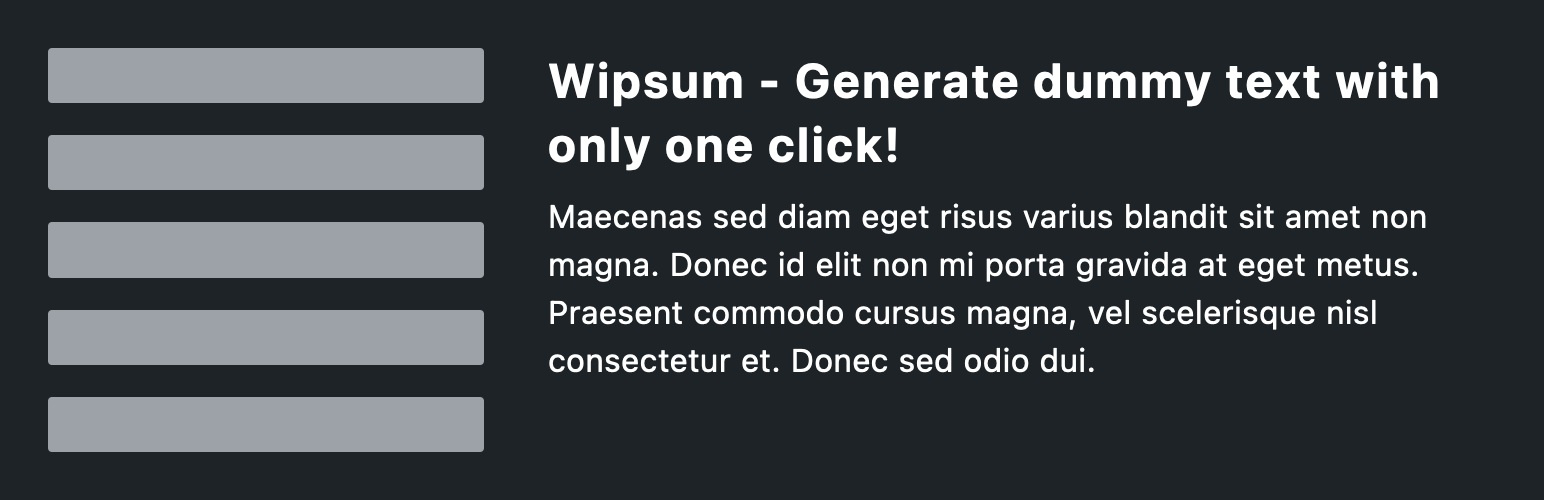 Wipsum - Generate dummy text with
only one click!
Maecenas sed diam eget risus varius blandit sit amet non
magna. Donec id elit non mi porta gravida at eget metus.
Praesent commodo cursus magna, vel scelerisque nisl
consectetur et. Donec sed odio dui.